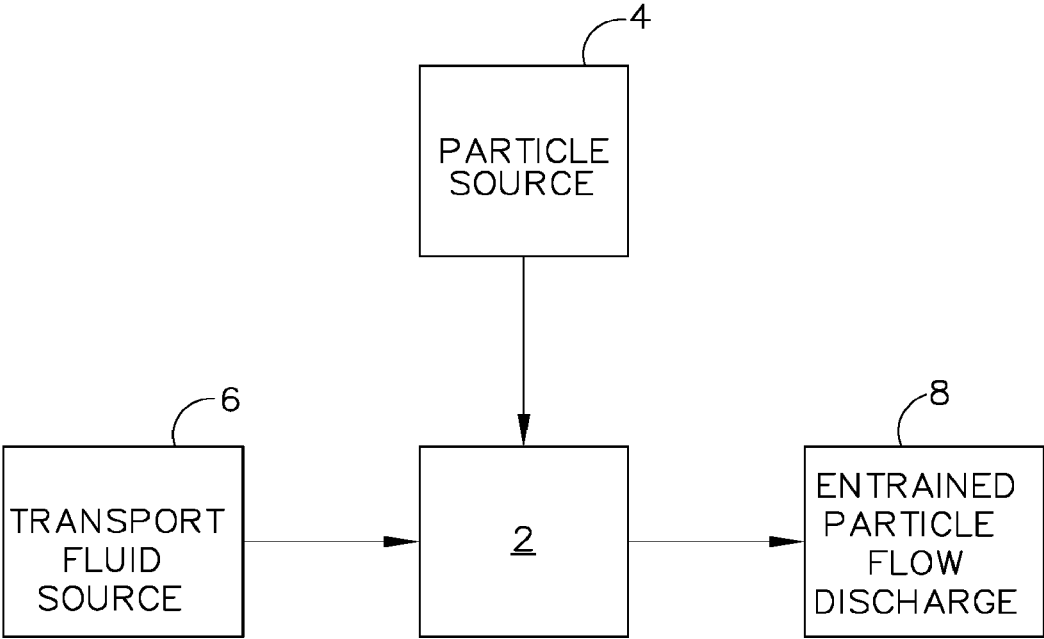 4
PARTICLE
SOURCE
6
8
TRANSPORT
FLUID
SOURCE
2
ENTRAINED
PARTICLE
FLOW
DISCHARGE